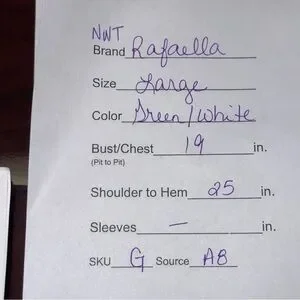 NWT
Brand Rafaella
Size Large
Color Green/White
Bust/Chest 19 in.
(Pit to Pit)
Shoulder to Hem 25 in.
Sleeves — in.
SKU G Source AB